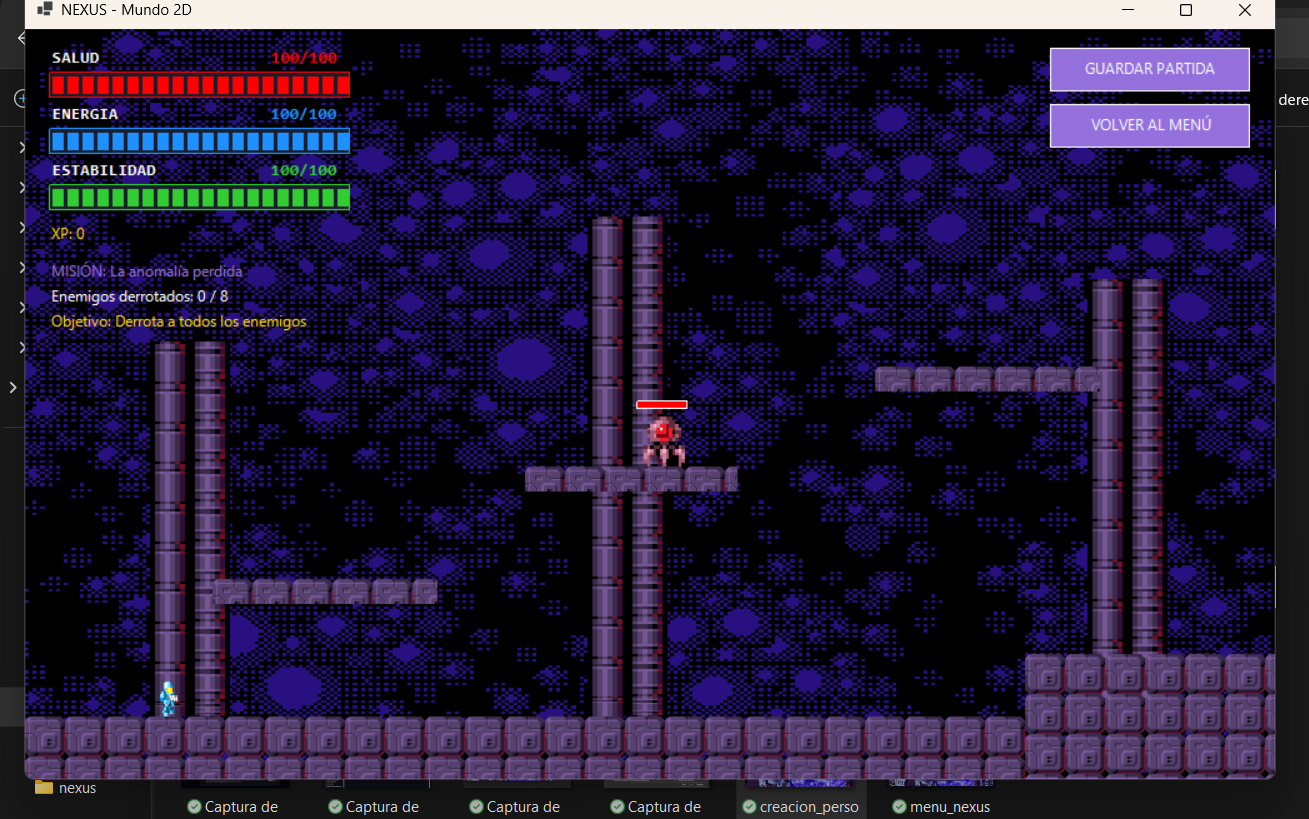 NEXUS - Mundo 2D
SALUD 100/100
ENERGIA 100/100
ESTABILIDAD 100/100
XP: 0
MISIÓN: La anomalía perdida
Enemigos derrotados: 0 / 8
Objetivo: Derrota a todos los enemigos
GUARDAR PARTIDA
VOLVER AL MENÚ
dere
nexus
Captura de
Captura de
Captura de
Captura de
creacion_perso
menu_nexus